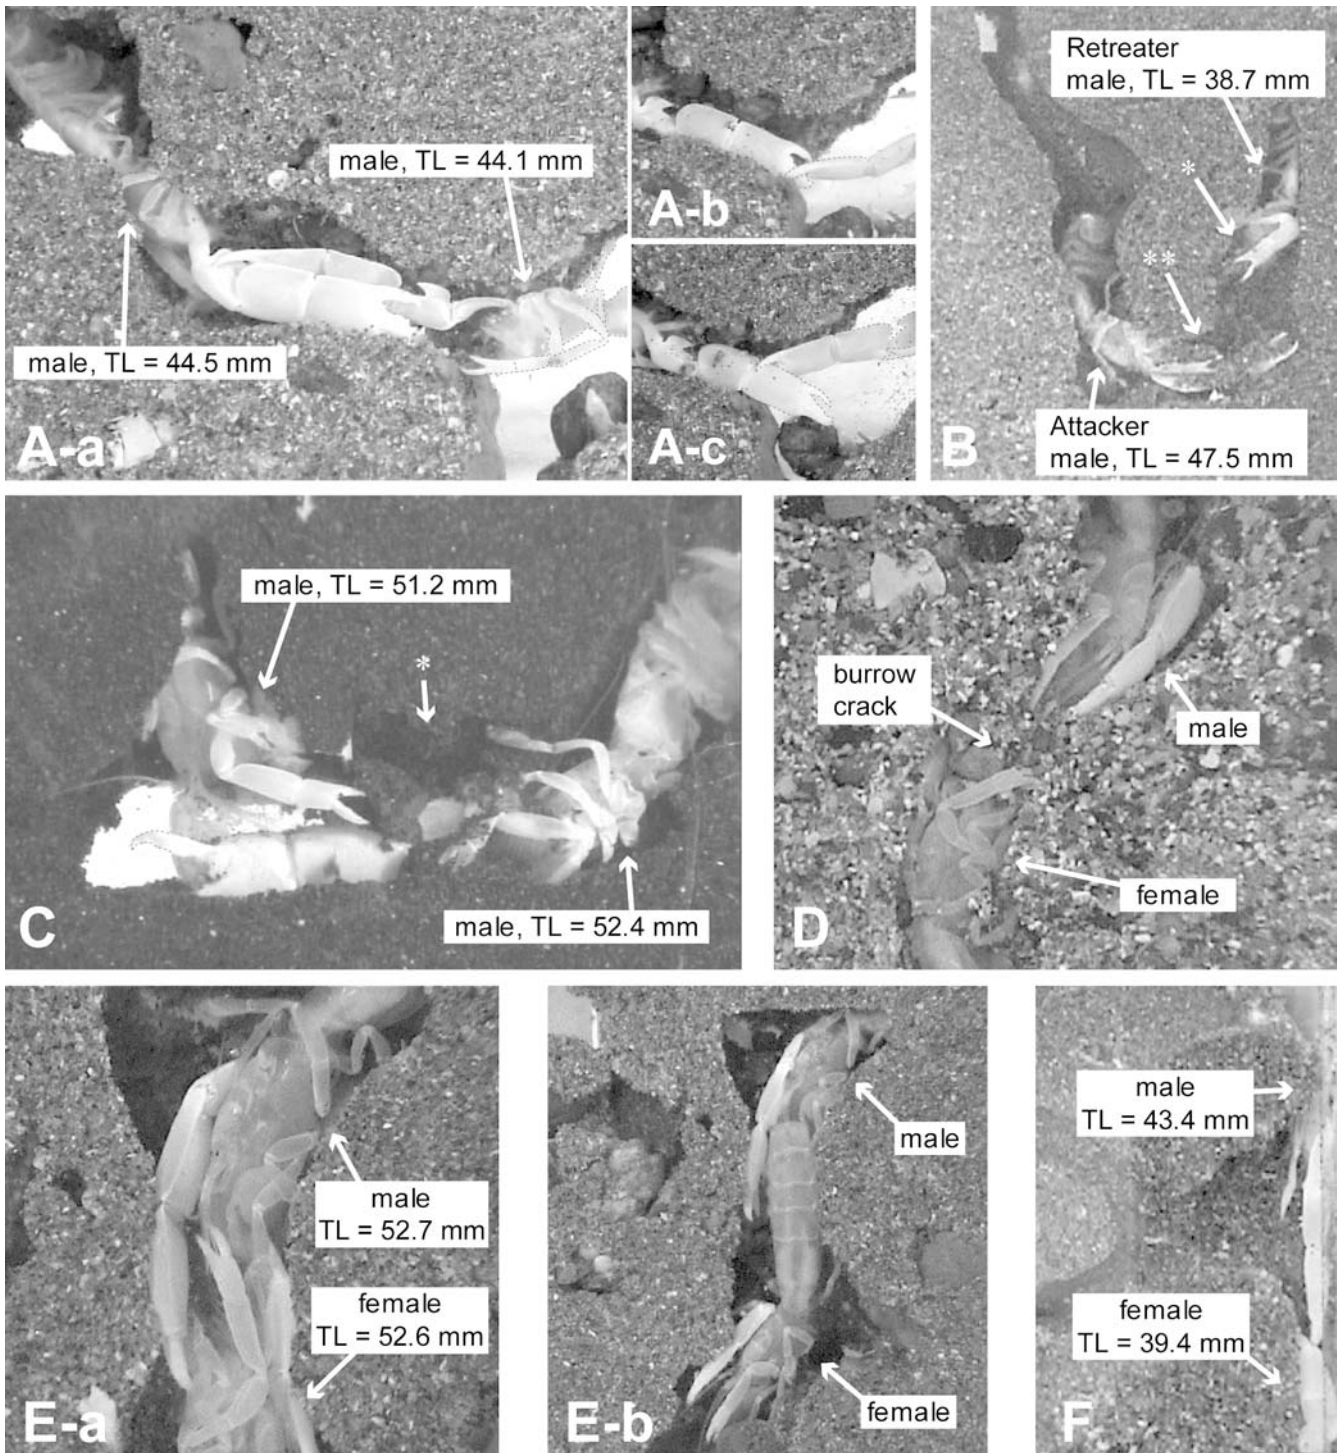 male, TL = 44.1 mm
male, TL = 44.5 mm
A-a
A-b
A-c
Retreater
male, TL = 38.7 mm
*
**
Attacker
male, TL = 47.5 mm
B
male, TL = 51.2 mm
*
male, TL = 52.4 mm
C
burrow
crack
male
female
D
male
TL = 52.7 mm
female
TL = 52.6 mm
E-a
male
female
E-b
male
TL = 43.4 mm
female
TL = 39.4 mm
F